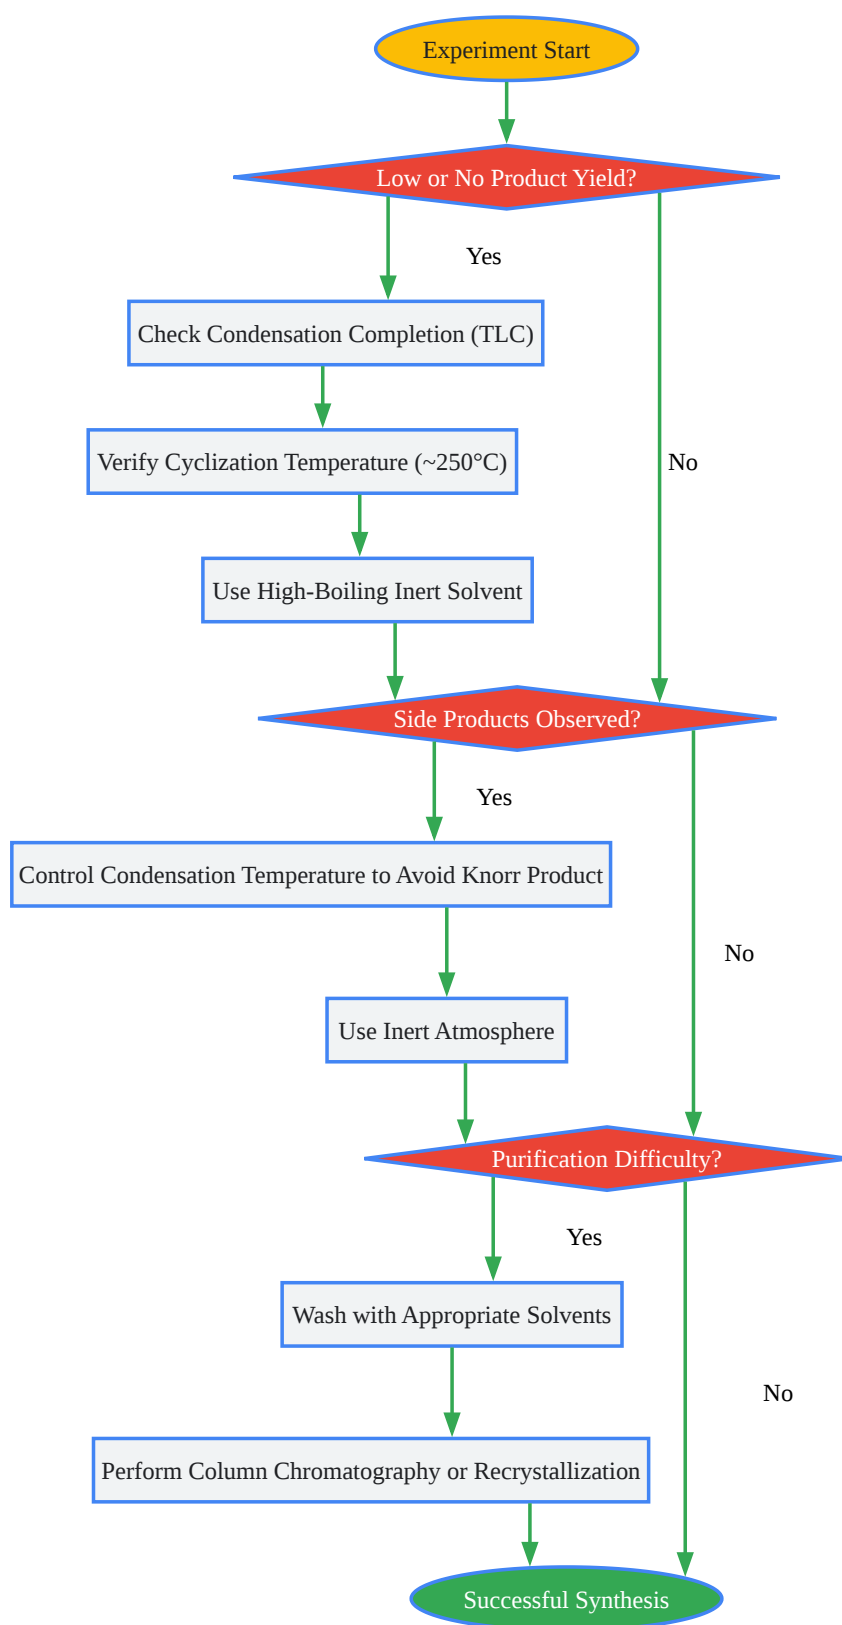 Experiment Start
Low or No Product Yield?
Yes
Check Condensation Completion (TLC)
Verify Cyclization Temperature (~250°C)
No
Use High-Boiling Inert Solvent
Side Products Observed?
Yes
Control Condensation Temperature to Avoid Knorr Product
No
Use Inert Atmosphere
Purification Difficulty?
Yes
Wash with Appropriate Solvents
No
Perform Column Chromatography or Recrystallization
Successful Synthesis